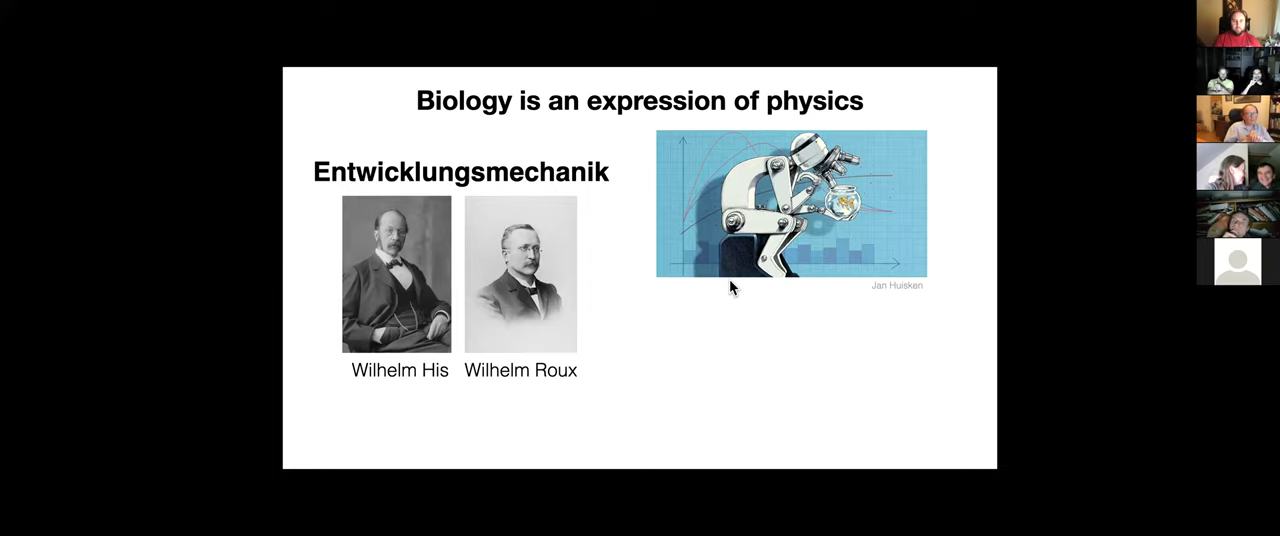 Biology is an expression of physics
Entwicklungsmechanik
Wilhelm His
Wilhelm Roux
Jan Huisken